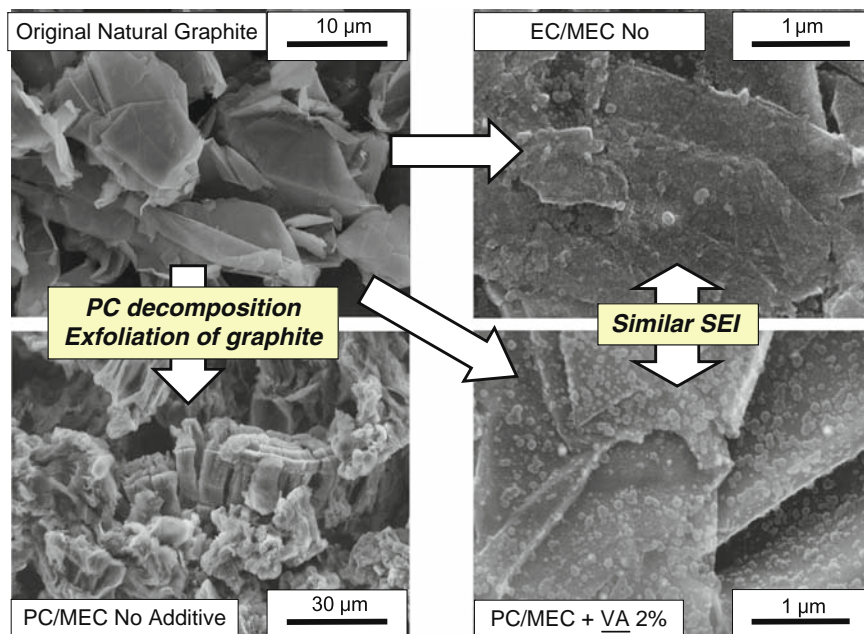 Original Natural Graphite
10 µm
EC/MEC No
1 µm
PC decomposition
Exfoliation of graphite
Similar SEI
PC/MEC No Additive
30 µm
PC/MEC + VA 2%
1 µm